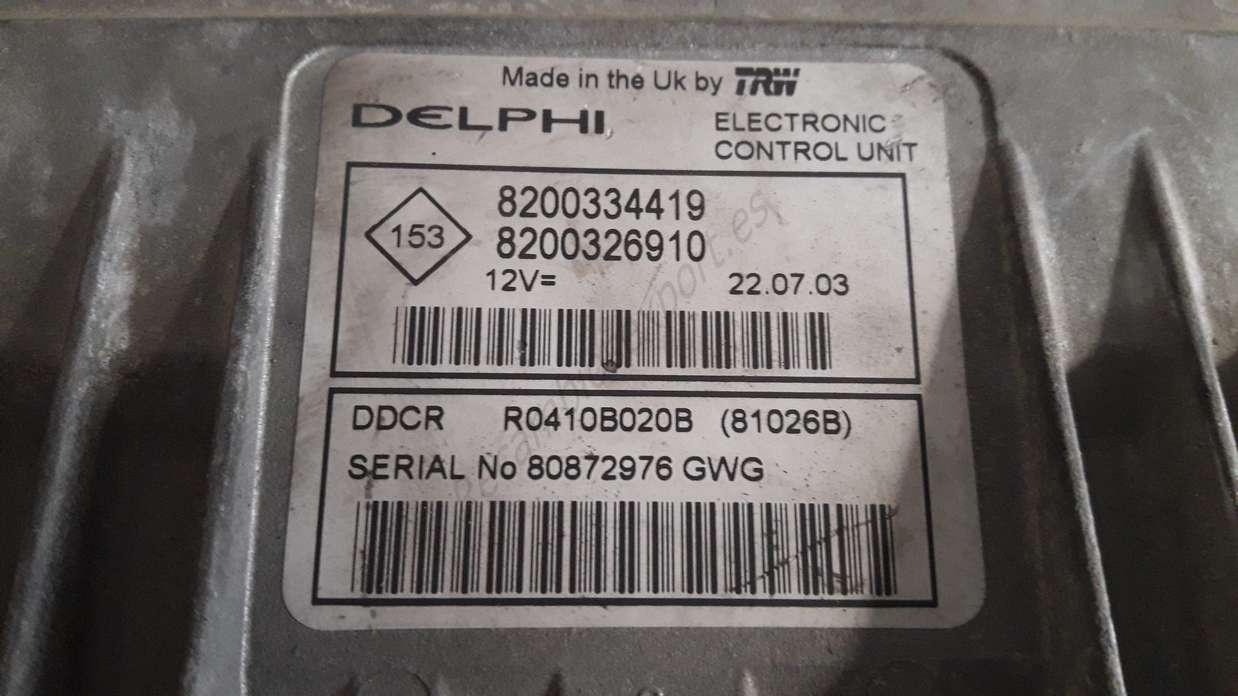 Made in the Uk by TRW
DELPHI
ELECTRONIC
CONTROL UNIT
153
8200334419
8200326910
12V=
22.07.03
DDCR R0410B020B (81026B)
SERIAL No 80872976 GWG